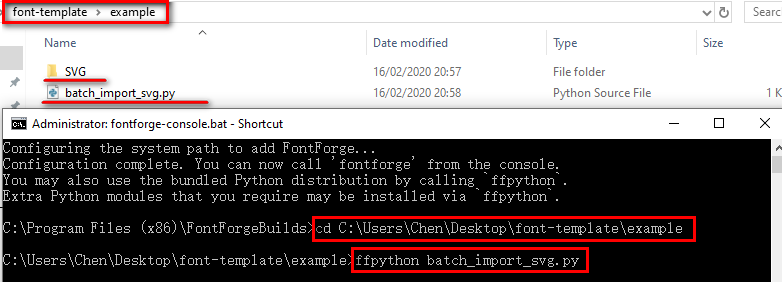 font-template > example
Sear
Name Date modified Type Size
SVG 16/02/2020 20:57 File folder
batch_import_svg.py 16/02/2020 20:58 Python Source File 1 K
Administrator: fontforge-console.bat - Shortcut
Configuring the system path to add FontForge...
Configuration complete. You can now call 'fontforge' from the console.
You may also use the bundled Python distribution by calling `ffpython`.
Extra Python modules that you require may be installed via `ffpython`.
C:\Program Files (x86)\FontForgeBuilds>cd C:\Users\Chen\Desktop\font-template\example
C:\Users\Chen\Desktop\font-template\example>ffpython batch_import_svg.py